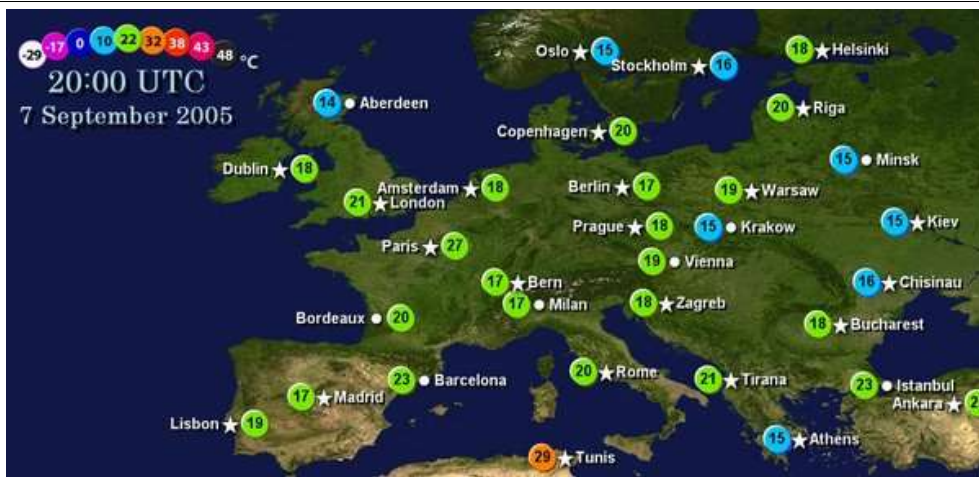 -29 -17 0 10 22 32 38 43 48 °C
20:00 UTC
7 September 2005
Oslo 15
Stockholm 16
18 Helsinki
14 Aberdeen
20 Riga
Copenhagen 20
15 Minsk
Dublin 18
Amsterdam 18
Berlin 17
19 Warsaw
21 London
Prague 18
15 Krakow
15 Kiev
Paris 27
19 Vienna
17 Bern
16 Chisinau
17 Milan
18 Zagreb
Bordeaux 20
18 Bucharest
20 Rome
21 Tirana
23 Barcelona
23 Istanbul
17 Madrid
Ankara
Lisbon 19
15 Athens
29 Tunis